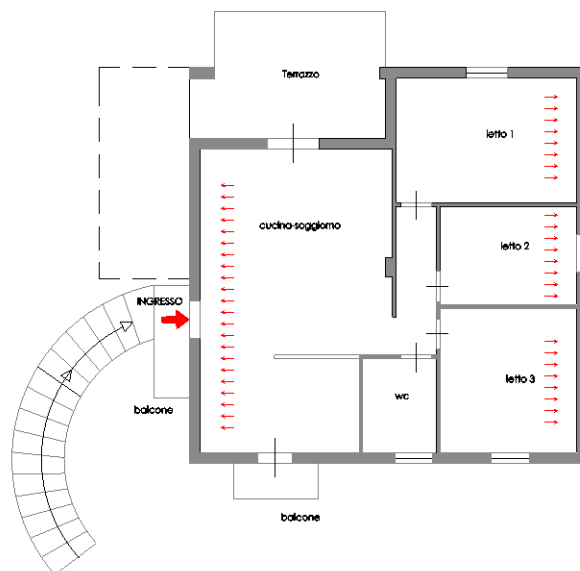 Terrazzo
letto 1
cucina-soggiorno
letto 2
INGRESSO
letto 3
wc
balcone
balcone